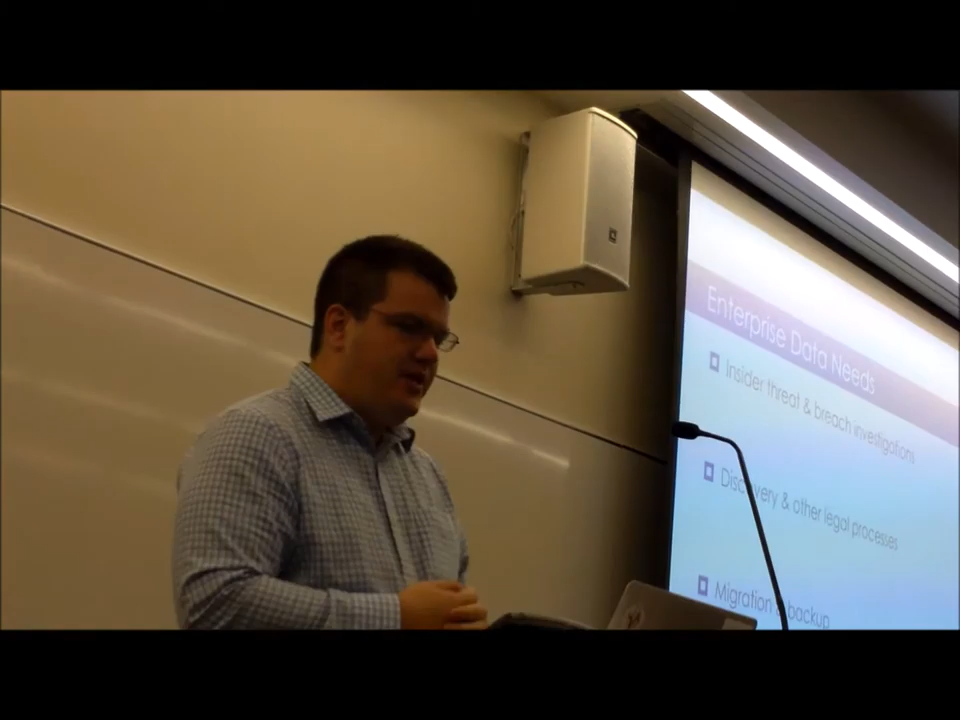 Enterprise Data Needs
Insider threat & breach investigations
Discovery & other legal processes
Migration & backup